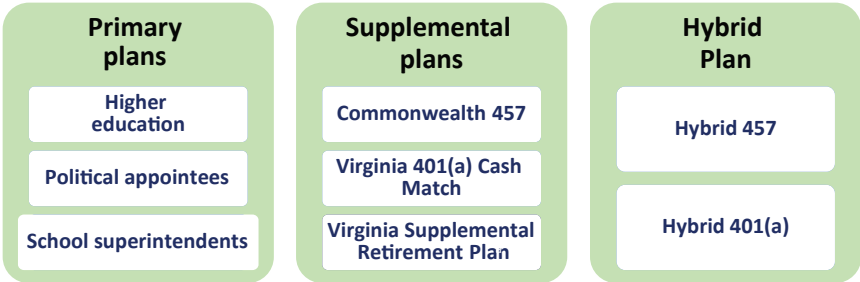 Primary
plans
Higher
education
Political appointees
School superintendents
Supplemental
plans
Commonwealth 457
Virginia 401(a) Cash
Match
Virginia Supplemental
Retirement Plan
Hybrid
Plan
Hybrid 457
Hybrid 401(a)